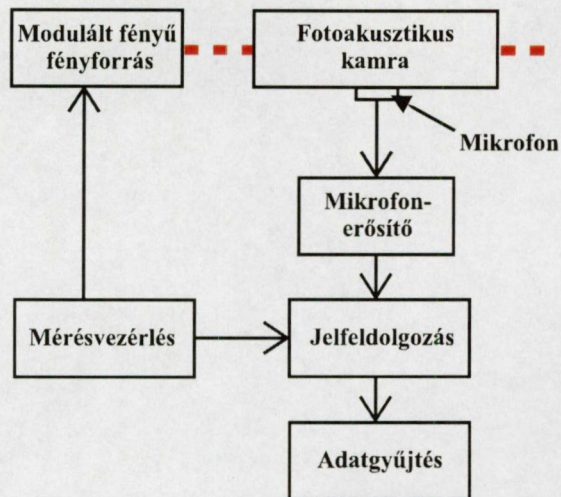 Modulált fényű
fényforrás
Fotoakusztikus
kamra
Mikrofon
Mikrofon-
erősítő
Mérésvezérlés
Jelfeldolgozás
Adatgyűjtés